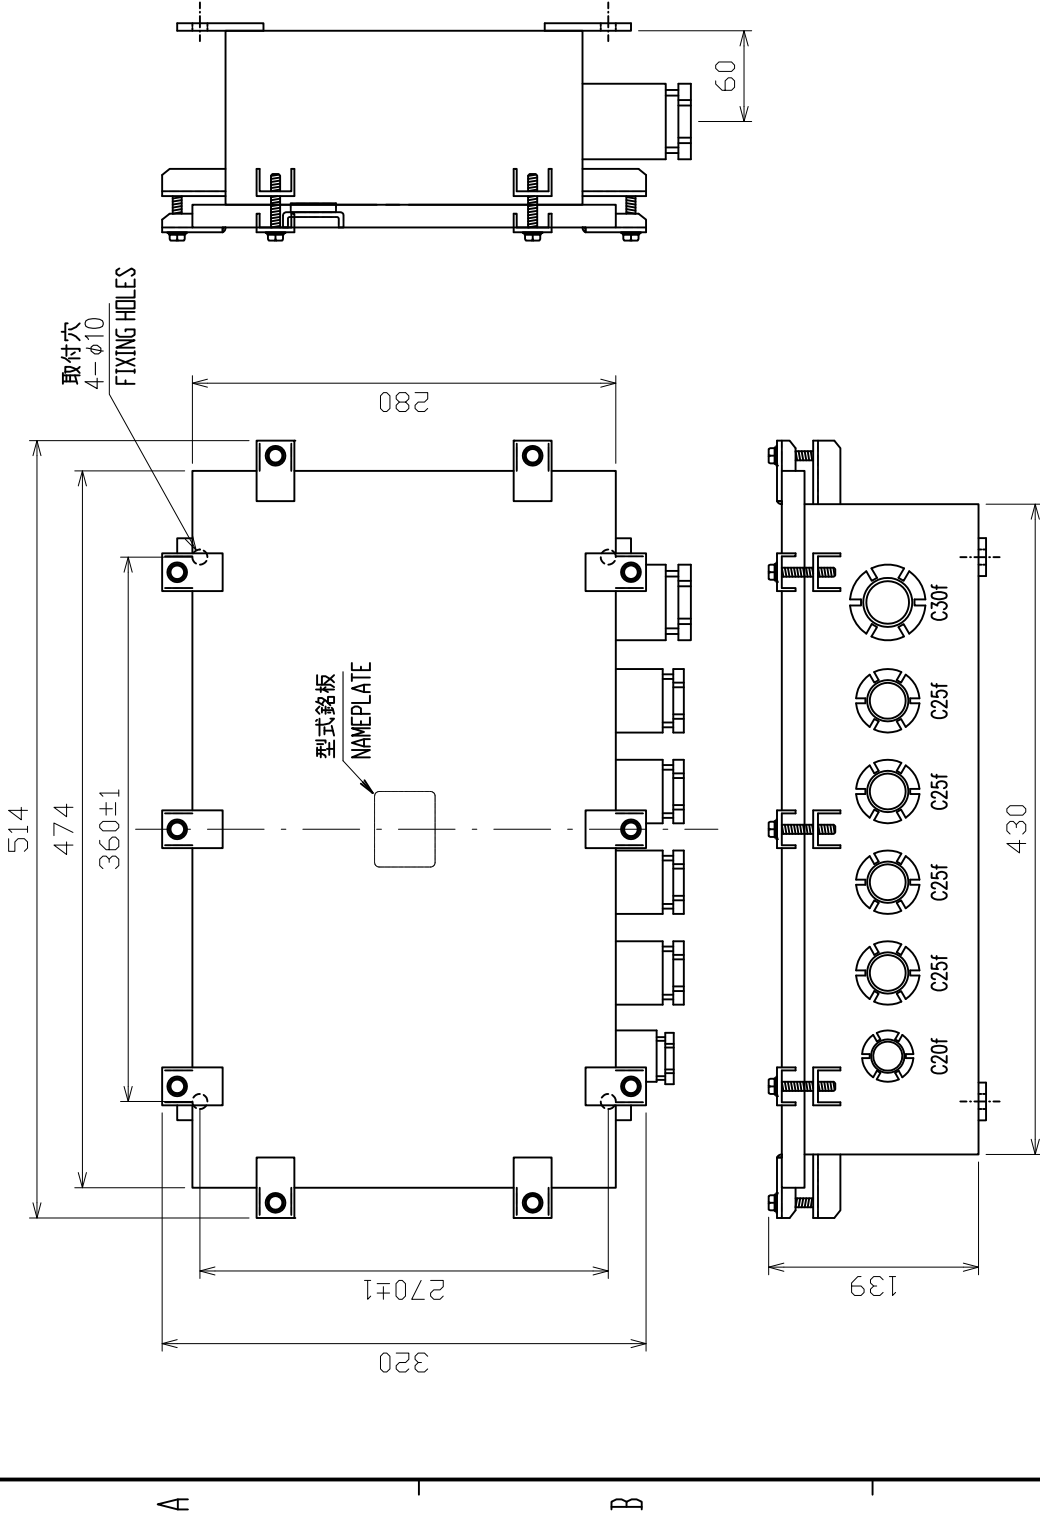 60
取付穴
4-φ10
FIXING HOLES
280
514
474
360±1
型式銘板
NAMEPLATE
C30f
C25f
C25f
C25f
C25f
C20f
430
270±1
320
139
A
B